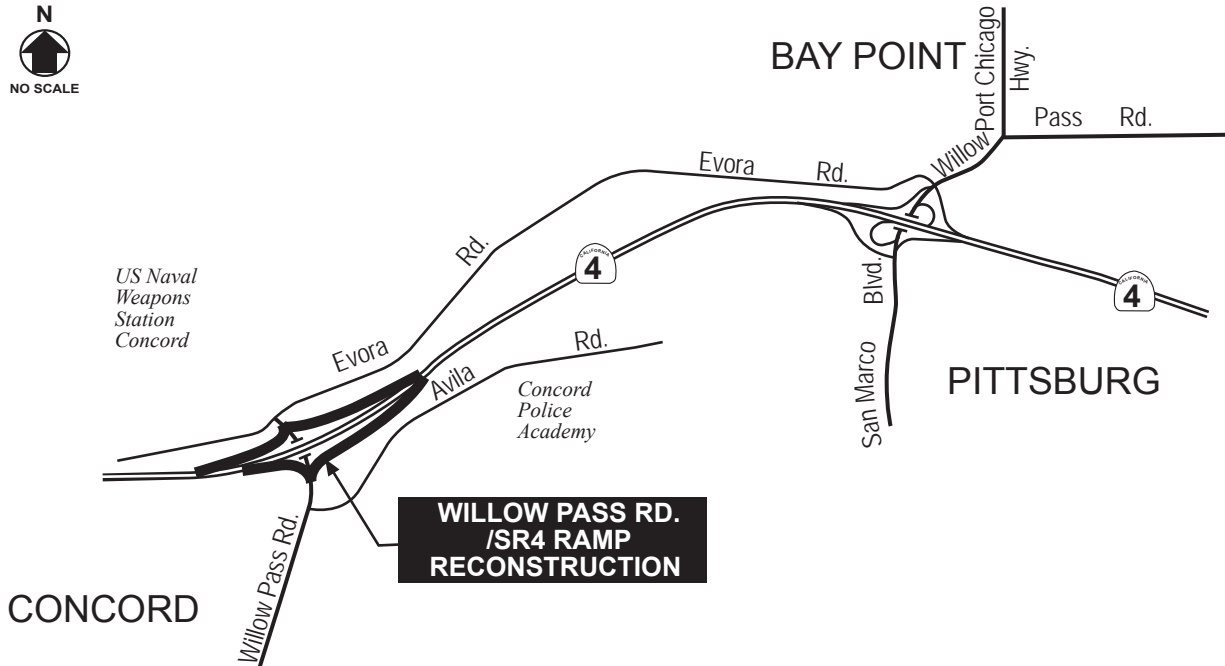 N
NO SCALE
BAY POINT
Port Chicago
Hwy.
Willow
Pass Rd.
Evora Rd.
Rd.
CALIFORNIA
4
US Naval
Weapons
Station
Concord
Evora
Avila
Rd.
Concord
Police
Academy
Blvd.
San Marco
CALIFORNIA
4
PITTSBURG
WILLOW PASS RD.
/SR4 RAMP
RECONSTRUCTION
Willow Pass Rd.
CONCORD